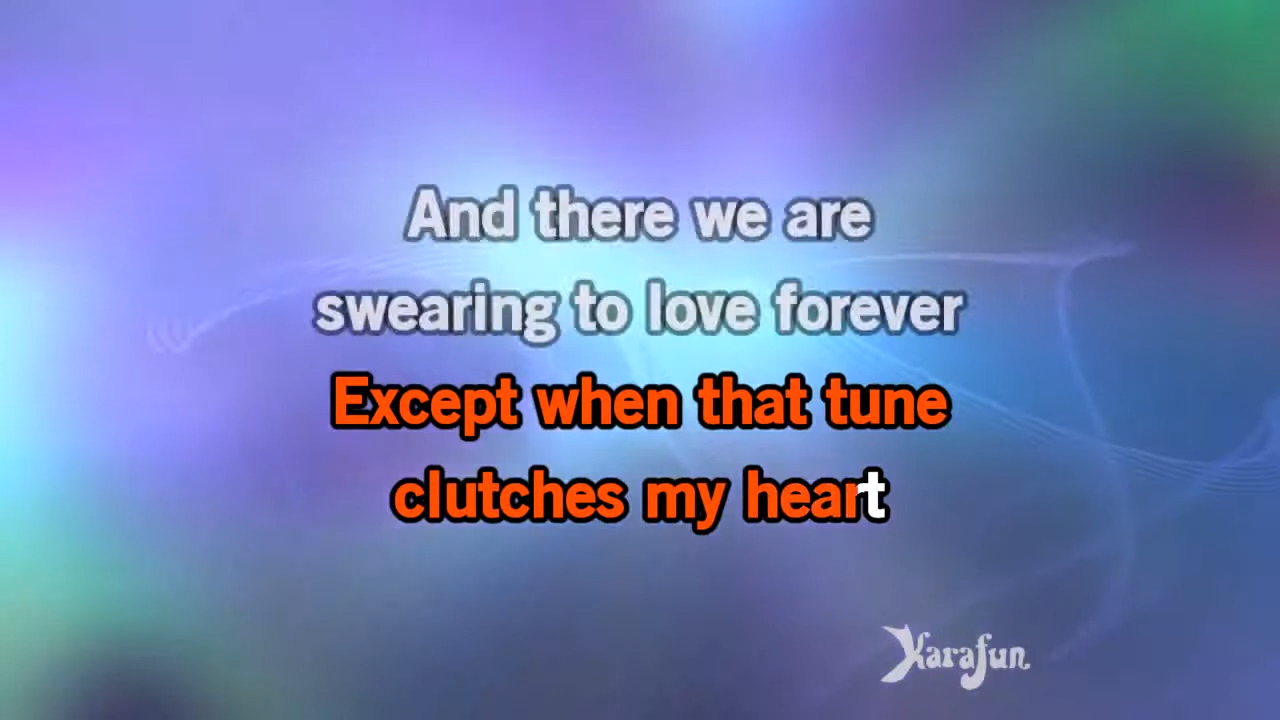 And there we are
swearing to love forever
Except when that tune
clutches my heart
Karafun